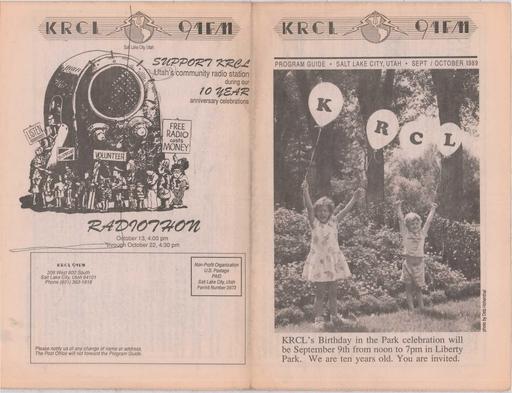 KRCL 91FM
Salt Lake City, Utah
SUPPORT KRCL
Utah's community radio station
during our
10 YEAR
anniversary celebrations
LISTEN
VOLUNTEER
FREE
RADIO
costs
MONEY!
RADIOTHON
October 13, 4:00 pm
through October 22, 4:30 pm
KRCL 91FM
208 West 800 South
Salt Lake City, Utah 84101
Phone (801) 363-1818
Non-Profit Organization
U.S. Postage
PAID
Salt Lake City, Utah
Permit Number 3973
Please notify us of any change of name or address.
The Post Office will not forward the Program Guide.
KRCL 91FM
PROGRAM GUIDE • SALT LAKE CITY, UTAH • SEPT / OCTOBER 1989
K R C L
KRCL's Birthday in the Park celebration will
be September 9th from noon to 7pm in Liberty
Park. We are ten years old. You are invited.